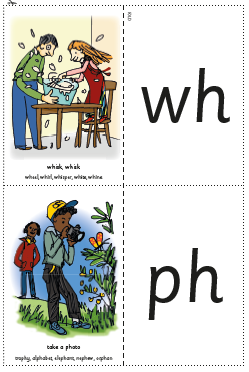 wh
whisk, whisk
wheel, whirl, whisper, white, whine
ph
take a photo
trophy, alphabet, elephant, nephew, orphan